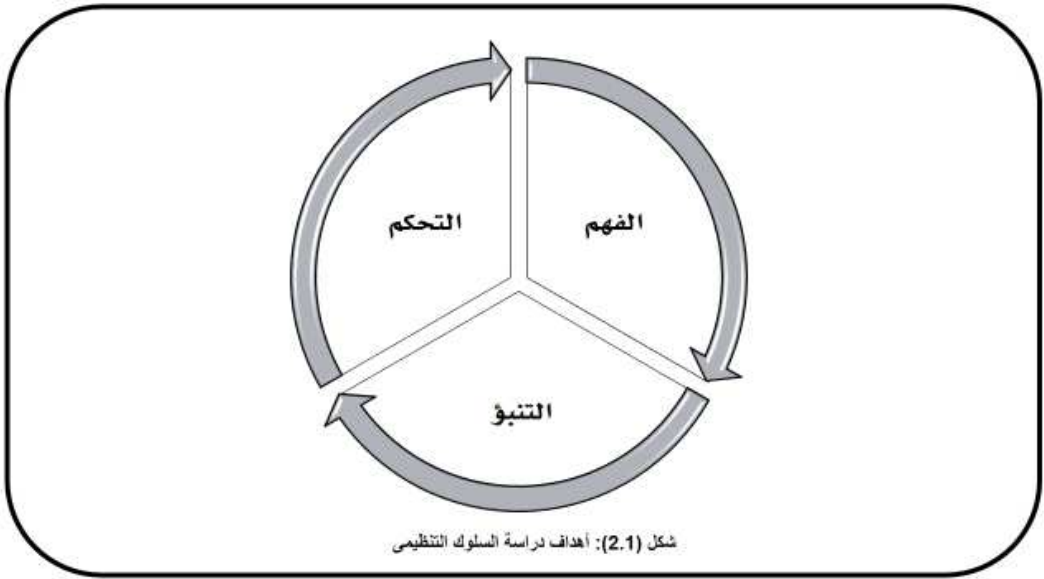 الفهم
التحكم
التنبؤ
شكل (2.1): أهداف دراسة السلوك التنظيمى